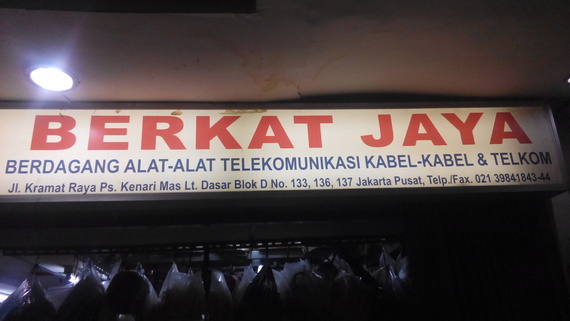 BERKAT JAYA
BERDAGANG ALAT-ALAT TELEKOMUNIKASI KABEL-KABEL & TELKOM
Jl. Kramat Raya Ps. Kenari Mas Lt. Dasar Blok D No. 133, 136, 137 Jakarta Pusat, Telp./Fax. 021 39841843-44